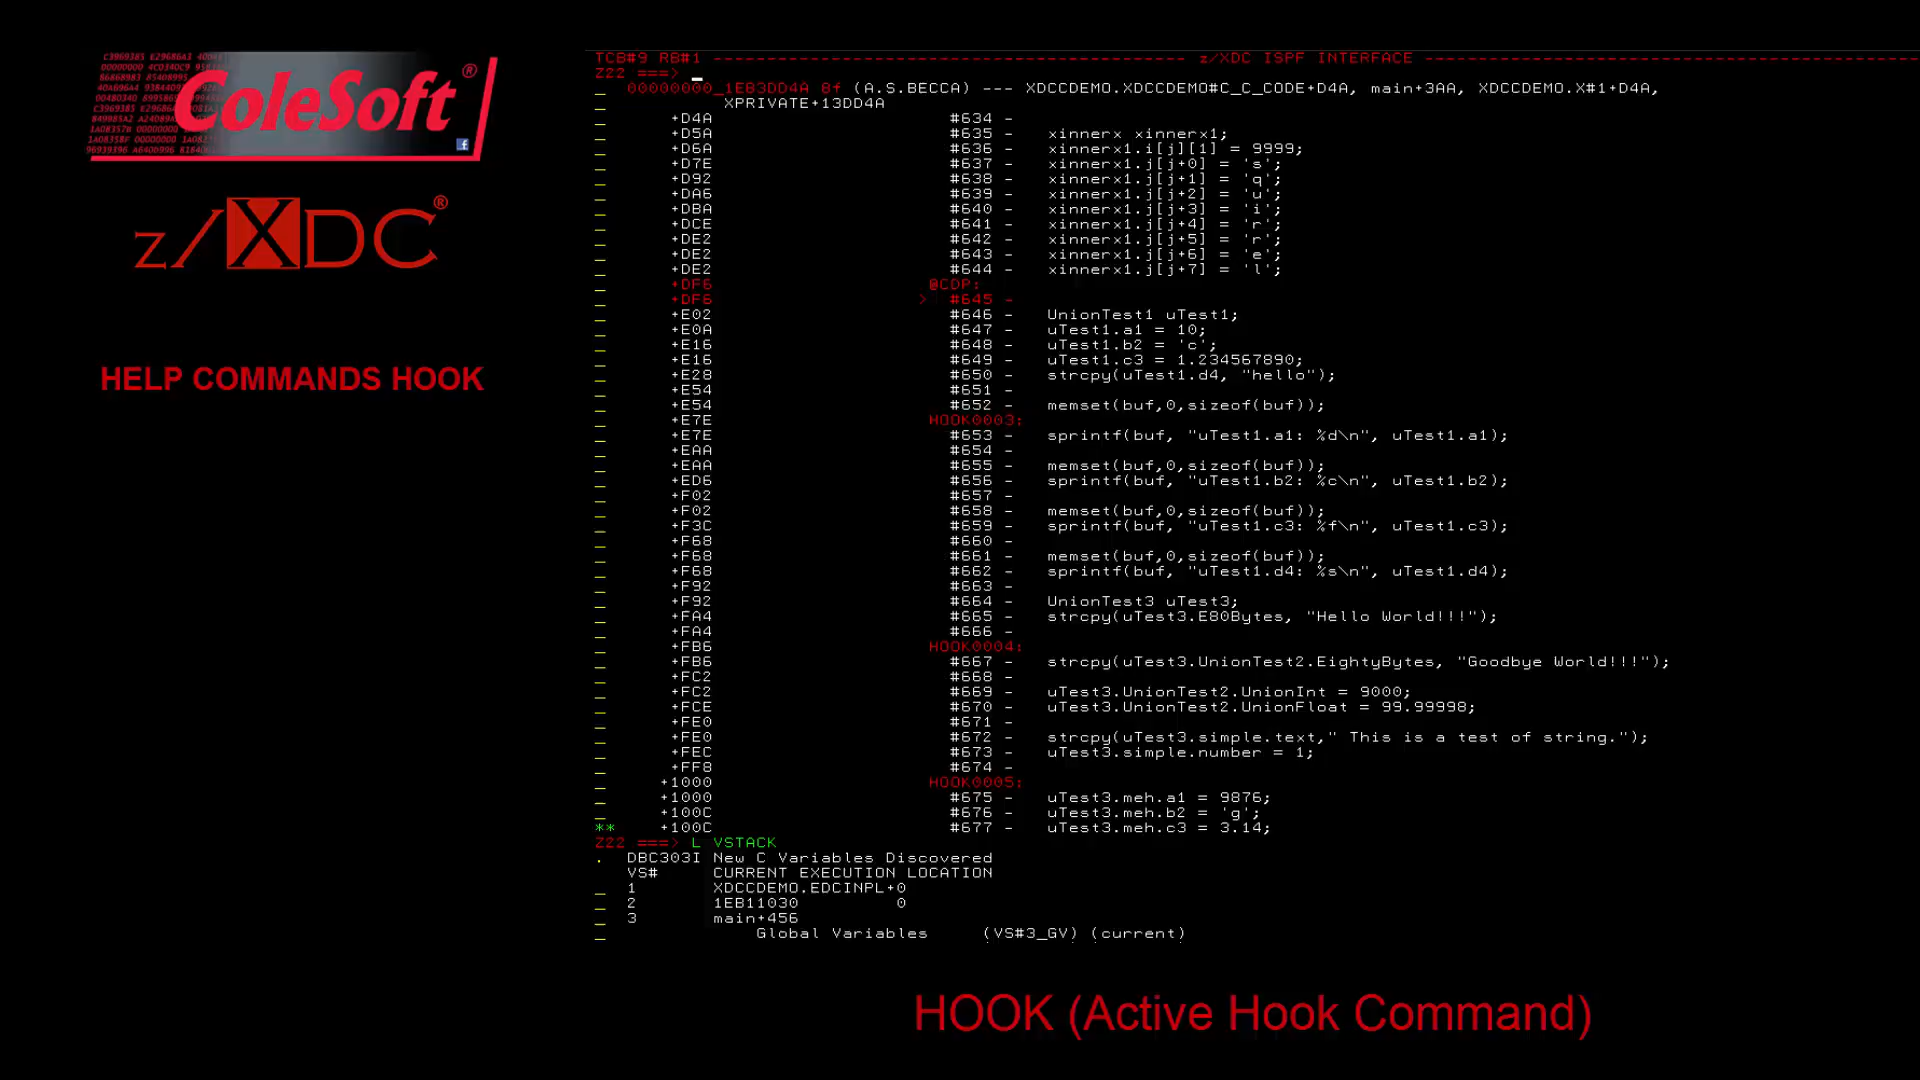 ColeSoft®
z/XDC®
HELP COMMANDS HOOK
TCB#9 RB#1 -------------------------------------------- z/XDC ISPF INTERFACE ----------------------------------------------
Z22 ===> _
_ 00000000_1EB3DD4A 8f (A.S.BECCA) --- XDCCDEMO.XDCCDEMO#C_C_CODE+D4A, main+3AA, XDCCDEMO.X#1+D4A,
_ XPRIVATE+13DD4A
_ +D4A #634 -
_ +D5A #635 - xinnerx xinnerx1;
_ +D6A #636 - xinnerx1.i[j][1] = 9999;
_ +D7E #637 - xinnerx1.j[j+0] = 's';
_ +D92 #638 - xinnerx1.j[j+1] = 'q';
_ +DA6 #639 - xinnerx1.j[j+2] = 'u';
_ +DBA #640 - xinnerx1.j[j+3] = 'i';
_ +DCE #641 - xinnerx1.j[j+4] = 'r';
_ +DE2 #642 - xinnerx1.j[j+5] = 'r';
_ +DE2 #643 - xinnerx1.j[j+6] = 'e';
_ +DE2 #644 - xinnerx1.j[j+7] = 'l';
_ +DF6 @CDP:
_ +DF6 > #645 -
_ +E02 #646 - UnionTest1 uTest1;
_ +E0A #647 - uTest1.a1 = 10;
_ +E16 #648 - uTest1.b2 = 'c';
_ +E16 #649 - uTest1.c3 = 1.234567890;
_ +E28 #650 - strcpy(uTest1.d4, "hello");
_ +E54 #651 -
_ +E54 #652 - memset(buf,0,sizeof(buf));
_ +E7E HOOK0003:
_ +E7E #653 - sprintf(buf, "uTest1.a1: %d\n", uTest1.a1);
_ +EAA #654 -
_ +EAA #655 - memset(buf,0,sizeof(buf));
_ +ED6 #656 - sprintf(buf, "uTest1.b2: %c\n", uTest1.b2);
_ +F02 #657 -
_ +F02 #658 - memset(buf,0,sizeof(buf));
_ +F3C #659 - sprintf(buf, "uTest1.c3: %f\n", uTest1.c3);
_ +F68 #660 -
_ +F68 #661 - memset(buf,0,sizeof(buf));
_ +F68 #662 - sprintf(buf, "uTest1.d4: %s\n", uTest1.d4);
_ +F92 #663 -
_ +F92 #664 - UnionTest3 uTest3;
_ +FA4 #665 - strcpy(uTest3.E80Bytes, "Hello World!!!");
_ +FA4 #666 -
_ +FB6 HOOK0004:
_ +FB6 #667 - strcpy(uTest3.UnionTest2.EightyBytes, "Goodbye World!!!");
_ +FC2 #668 -
_ +FC2 #669 - uTest3.UnionTest2.UnionInt = 9000;
_ +FCE #670 - uTest3.UnionTest2.UnionFloat = 99.99998;
_ +FE0 #671 -
_ +FE0 #672 - strcpy(uTest3.simple.text," This is a test of string.");
_ +FEC #673 - uTest3.simple.number = 1;
_ +FF8 #674 -
_ +1000 HOOK0005:
_ +1000 #675 - uTest3.meh.a1 = 9876;
_ +100C #676 - uTest3.meh.b2 = 'g';
** +100C #677 - uTest3.meh.c3 = 3.14;
Z22 ===> L VSTACK
. DBC303I New C Variables Discovered
VS# CURRENT EXECUTION LOCATION
_ 1 XDCCDEMO.EDCINPL+0
_ 2 1EB11030 0
_ 3 main+456
_ Global Variables (VS#3_GV) (current)
HOOK (Active Hook Command)